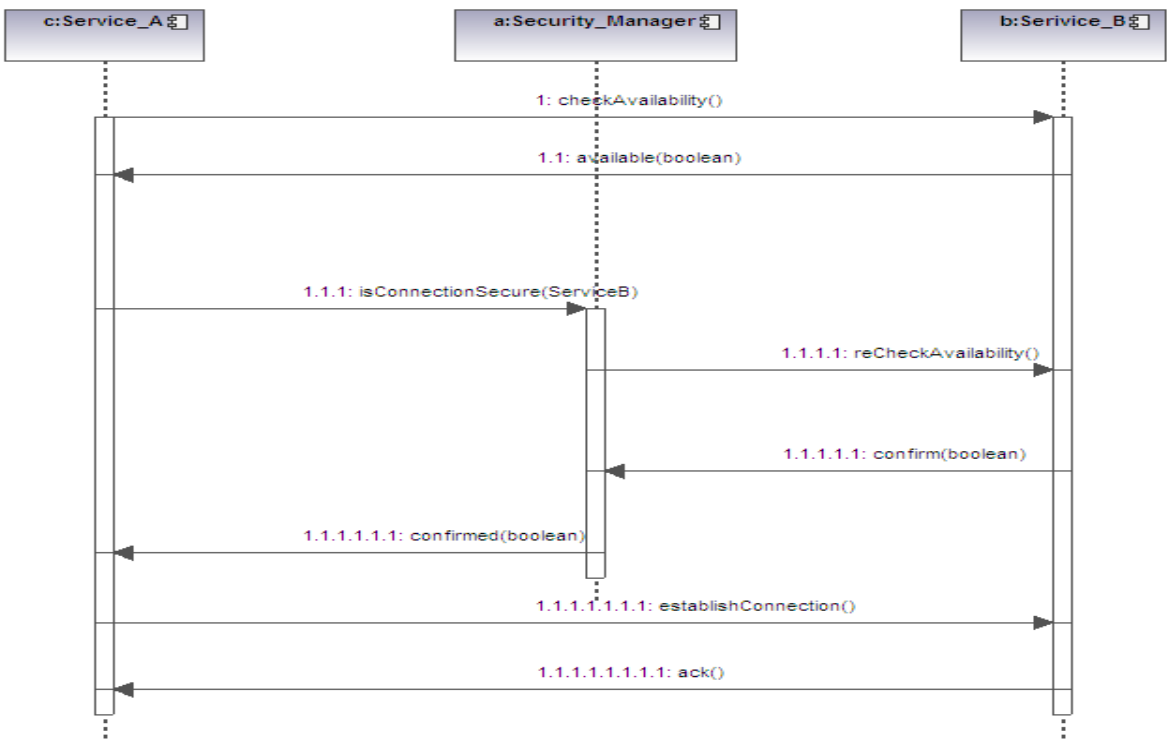 c:Service_A
a:Security_Manager
b:Serivice_B
1: checkAvailability()
1.1: available(boolean)
1.1.1: isConnectionSecure(ServiceB)
1.1.1.1: reCheckAvailability()
1.1.1.1.1: confirm(boolean)
1.1.1.1.1.1: confirmed(boolean)
1.1.1.1.1.1.1: establishConnection()
1.1.1.1.1.1.1.1: ack()